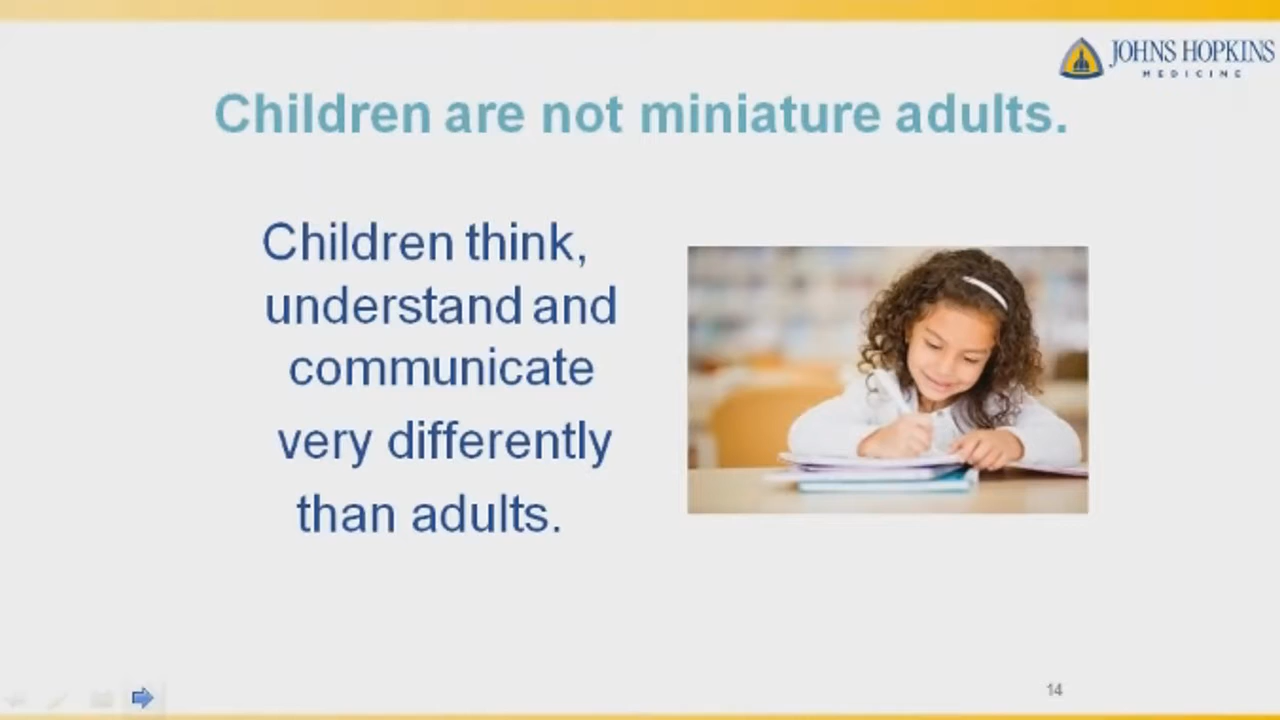 JOHNS HOPKINS
MEDICINE
Children are not miniature adults.
Children think,
understand and
communicate
very differently
than adults.
14